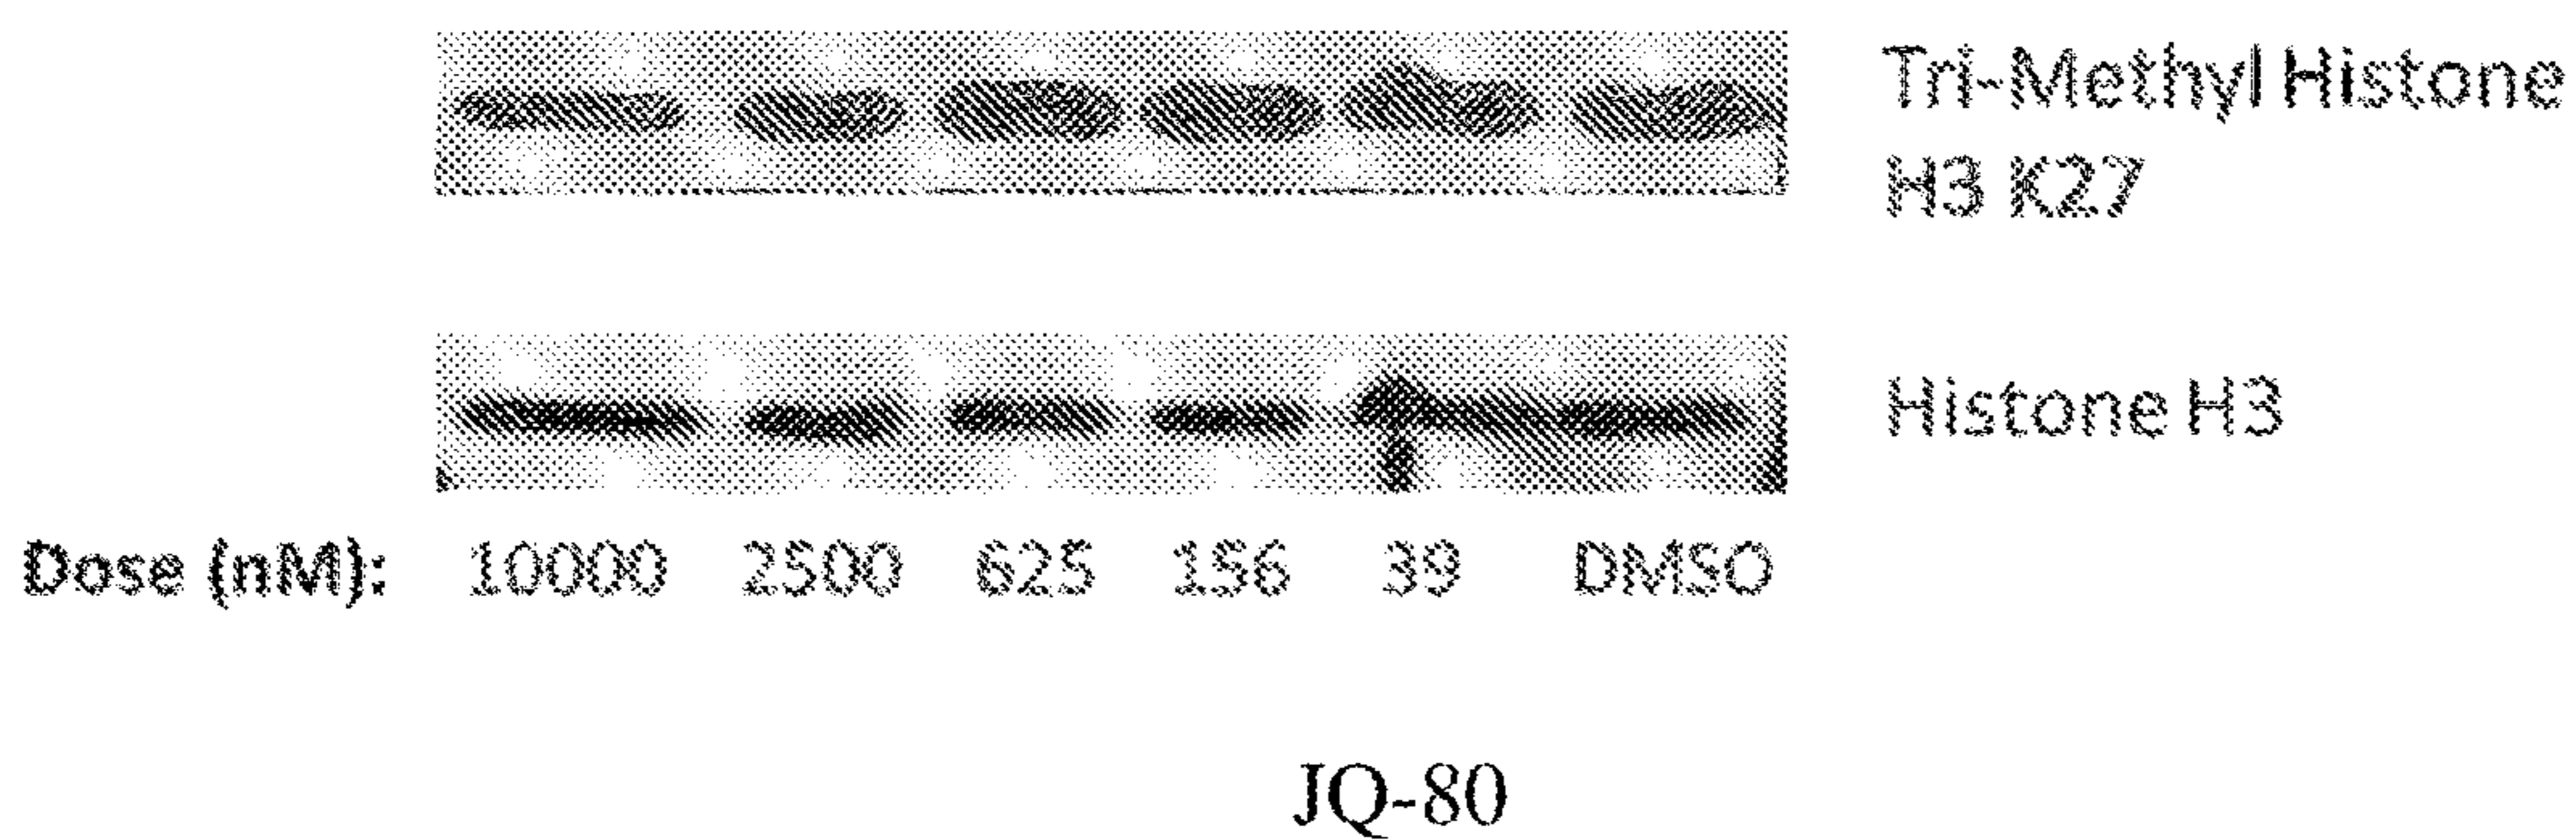 Tri-Methyl Histone
H3 K27
Histone H3
Dose (nM): 10000 2500 625 156 39 DMSO
JQ-80